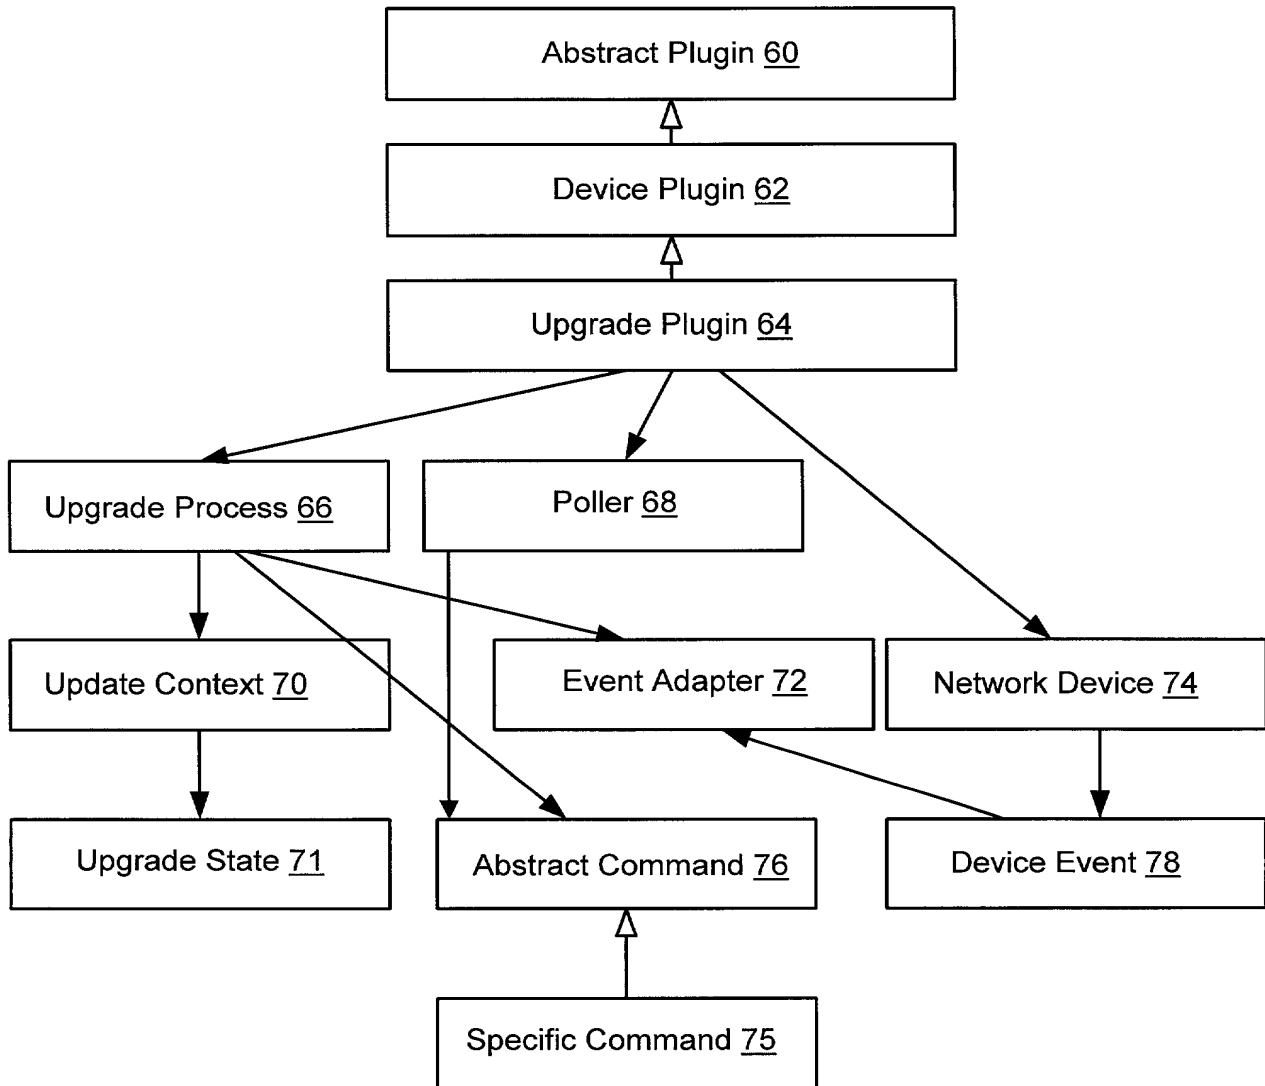 Abstract Plugin 60
Device Plugin 62
Upgrade Plugin 64
Upgrade Process 66
Poller 68
Update Context 70
Event Adapter 72
Network Device 74
Upgrade State 71
Abstract Command 76
Device Event 78
Specific Command 75